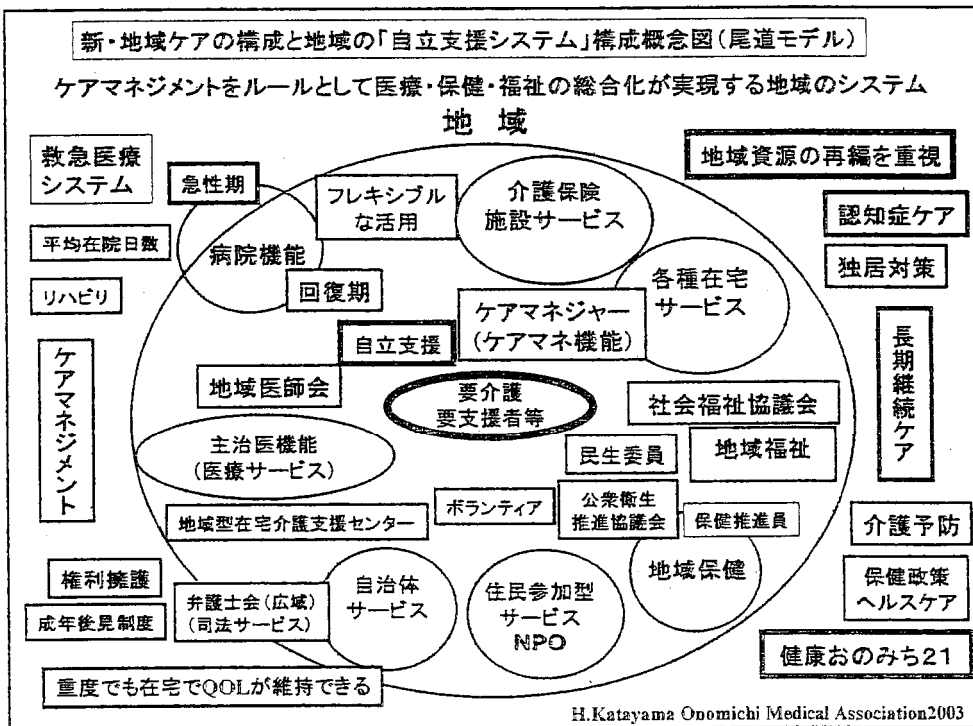 新・地域ケアの構成と地域の「自立支援システム」構成概念図(尾道モデル)
ケアマネジメントをルールとして医療・保健・福祉の総合化が実現する地域のシステム
地 域
救急医療
システム
急性期
フレキシブル
な活用
介護保険
施設サービス
地域資源の再編を重視
認知症ケア
平均在院日数
病院機能
独居対策
各種在宅
サービス
リハビリ
回復期
ケアマネジャー
(ケアマネ機能)
自立支援
ケアマネジメント
地域医師会
要介護
要支援者等
社会福祉協議会
長期継続ケア
主治医機能
(医療サービス)
民生委員
地域福祉
地域型在宅介護支援センター
ボランティア
公衆衛生
推進協議会
保健推進員
介護予防
権利擁護
成年後見制度
弁護士会(広域)
(司法サービス)
自治体
サービス
住民参加型
サービス
NPO
地域保健
保健政策
ヘルスケア
健康おのみち21
重度でも在宅でQOLが維持できる
H.Katayama Onomichi Medical Association2003